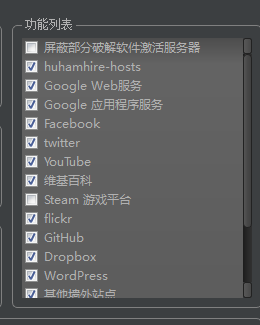 功能列表
屏蔽部分破解软件激活服务器
huhamhire-hosts
Google Web服务
Google 应用程序服务
Facebook
twitter
YouTube
维基百科
Steam 游戏平台
flickr
GitHub
Dropbox
WordPress
其他境外站点